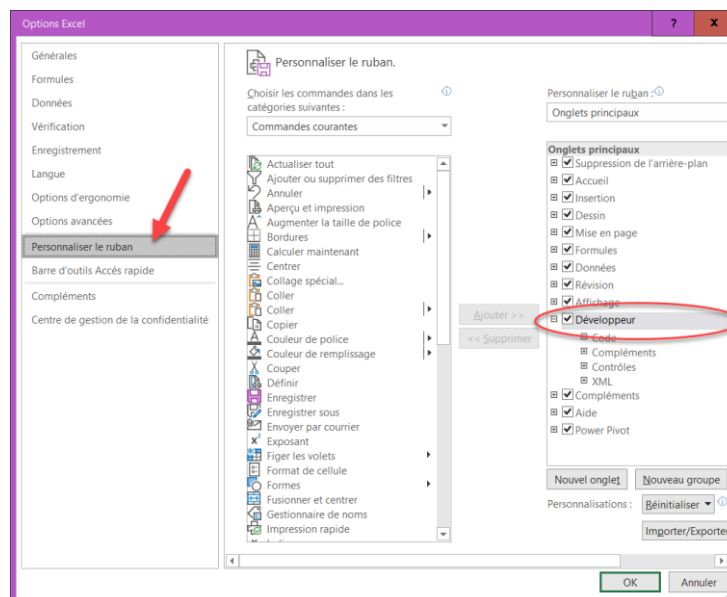 Options Excel
? X
Générales
Formules
Données
Vérification
Enregistrement
Langue
Options d'ergonomie
Options avancées
Personnaliser le ruban
Barre d'outils Accès rapide
Compléments
Centre de gestion de la confidentialité
Personnaliser le ruban.
Choisir les commandes dans les
catégories suivantes :
Commandes courantes
Actualiser tout
Ajouter ou supprimer des filtres
Annuler
Aperçu et impression
Augmenter la taille de police
Bordures
Calculer maintenant
Centrer
Collage spécial...
Coller
Coller
Copier
Couleur de police
Couleur de remplissage
Couper
Définir
Enregistrer
Enregistrer sous
Envoyer par courrier
Exposant
Figer les volets
Format de cellule
Formes
Fusionner et centrer
Gestionnaire de noms
Impression rapide
Ajouter >>
<< Supprimer
Personnaliser le ruban :
Onglets principaux
Onglets principaux
Suppression de l'arrière-plan
Accueil
Insertion
Dessin
Mise en page
Formules
Données
Révision
Affichage
Développeur
Code
Compléments
Contrôles
XML
Compléments
Aide
Power Pivot
Nouvel onglet
Nouveau groupe
Personnalisations :
Réinitialiser
Importer/Exporter
OK
Annuler